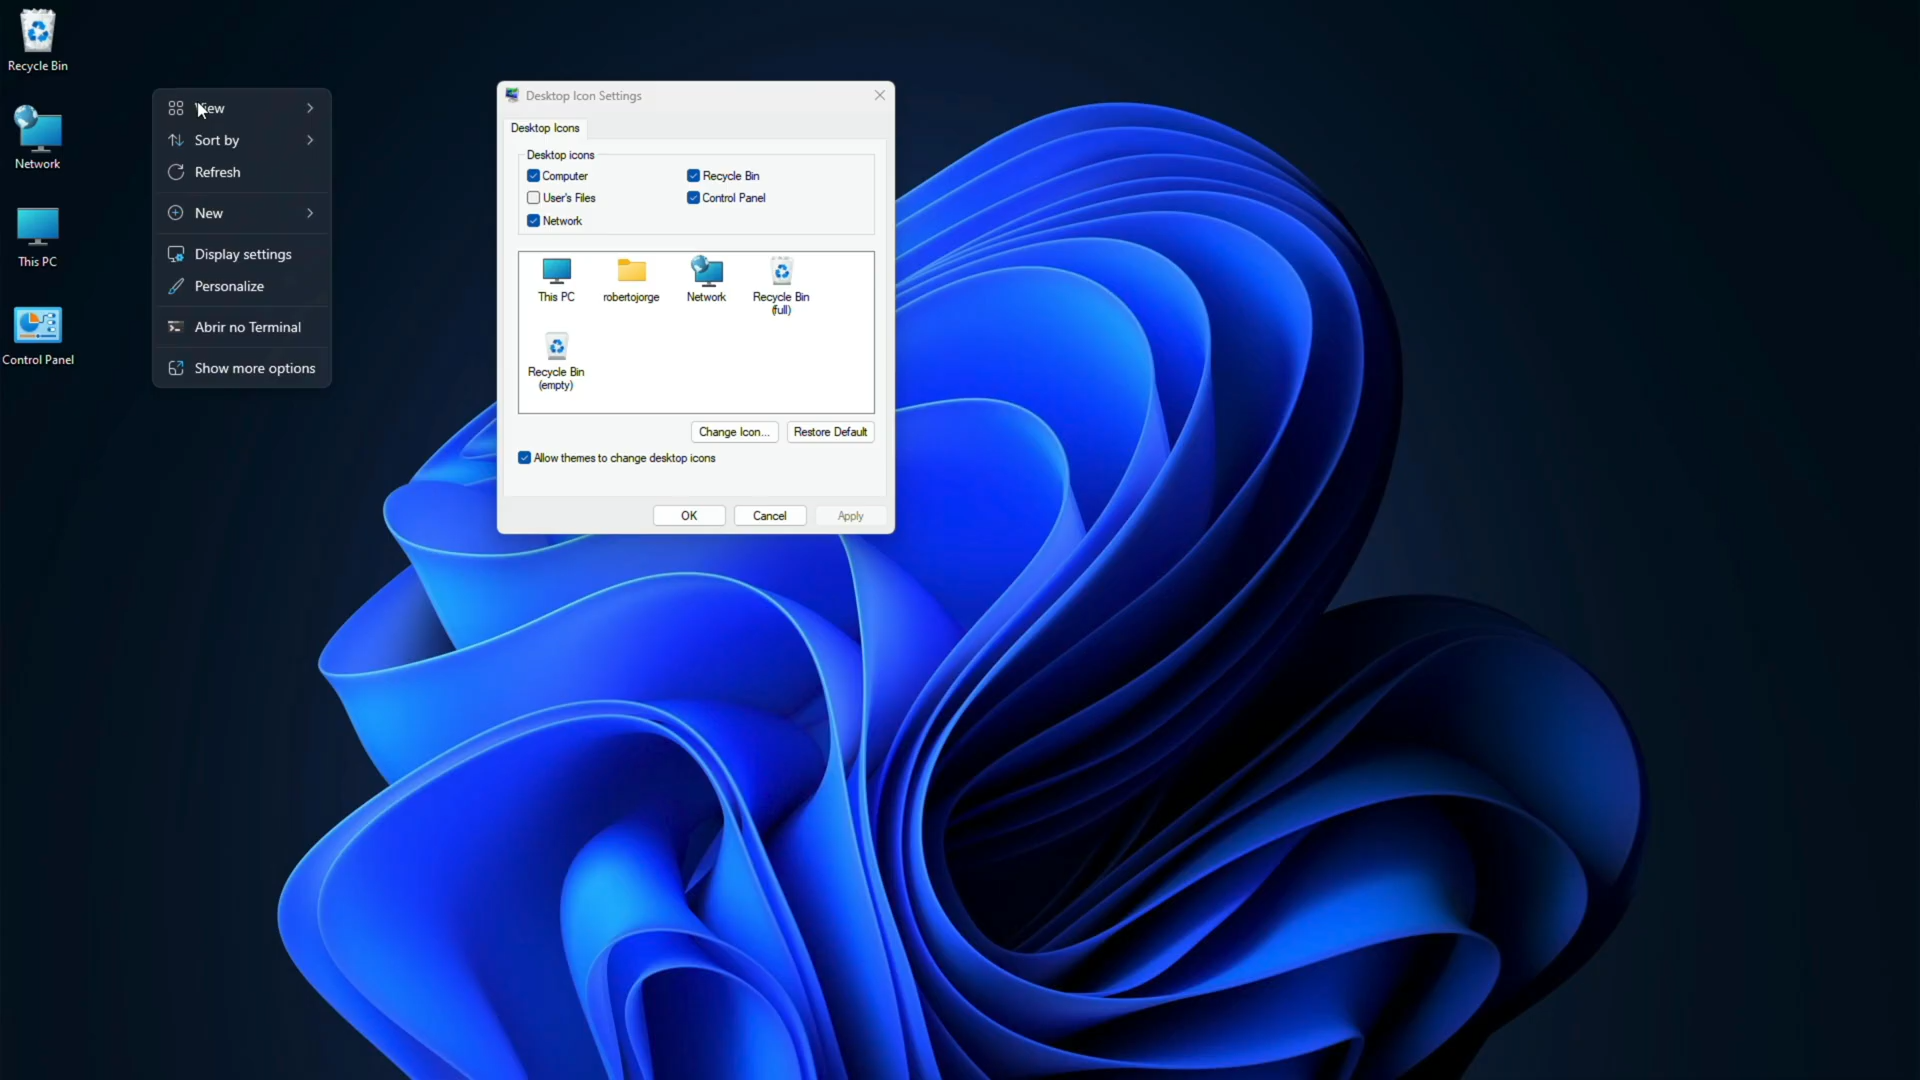 Recycle Bin
Network
This PC
Control Panel
View
Sort by
Refresh
New
Display settings
Personalize
Abrir no Terminal
Show more options
Desktop Icon Settings
Desktop Icons
Desktop icons
Computer
Recycle Bin
User's Files
Control Panel
Network
This PC
robertojorge
Network
Recycle Bin
(full)
Recycle Bin
(empty)
Change Icon...
Restore Default
Allow themes to change desktop icons
OK
Cancel
Apply